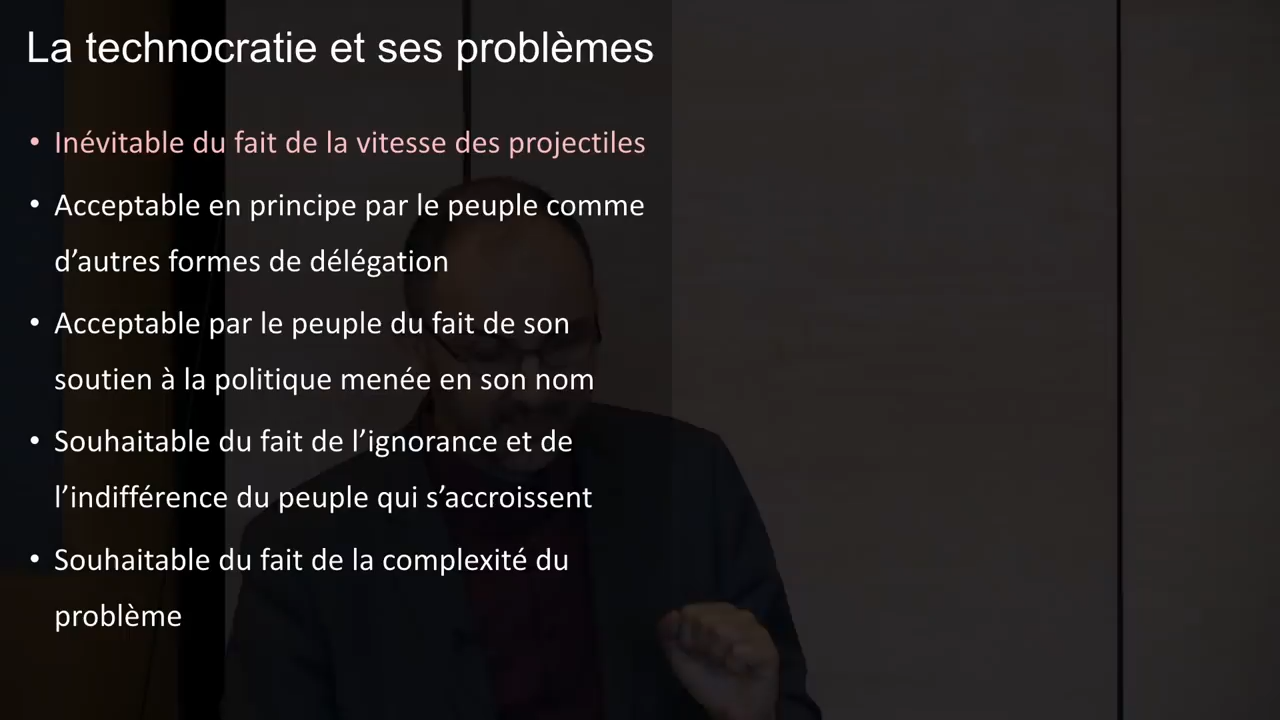 La technocratie et ses problèmes
• Inévitable du fait de la vitesse des projectiles
• Acceptable en principe par le peuple comme
d’autres formes de délégation
• Acceptable par le peuple du fait de son
soutien à la politique menée en son nom
• Souhaitable du fait de l’ignorance et de
l’indifférence du peuple qui s’accroissent
• Souhaitable du fait de la complexité du
problème